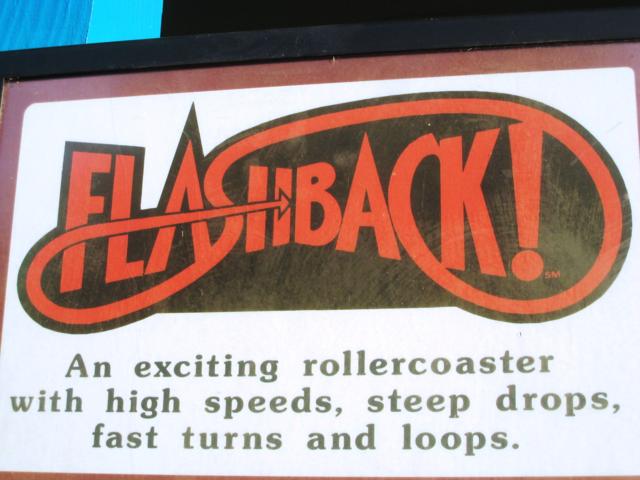 FLASHBACK!
SM
An exciting rollercoaster
with high speeds, steep drops,
fast turns and loops.